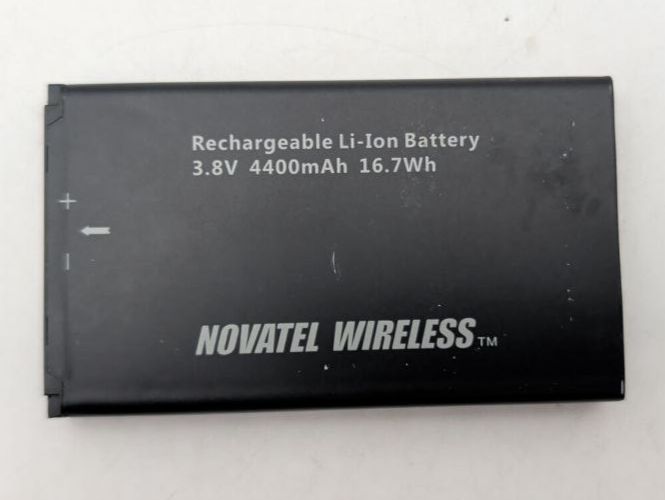 Rechargeable Li-Ion Battery
3.8V 4400mAh 16.7Wh
+
-
NOVATEL WIRELESS™